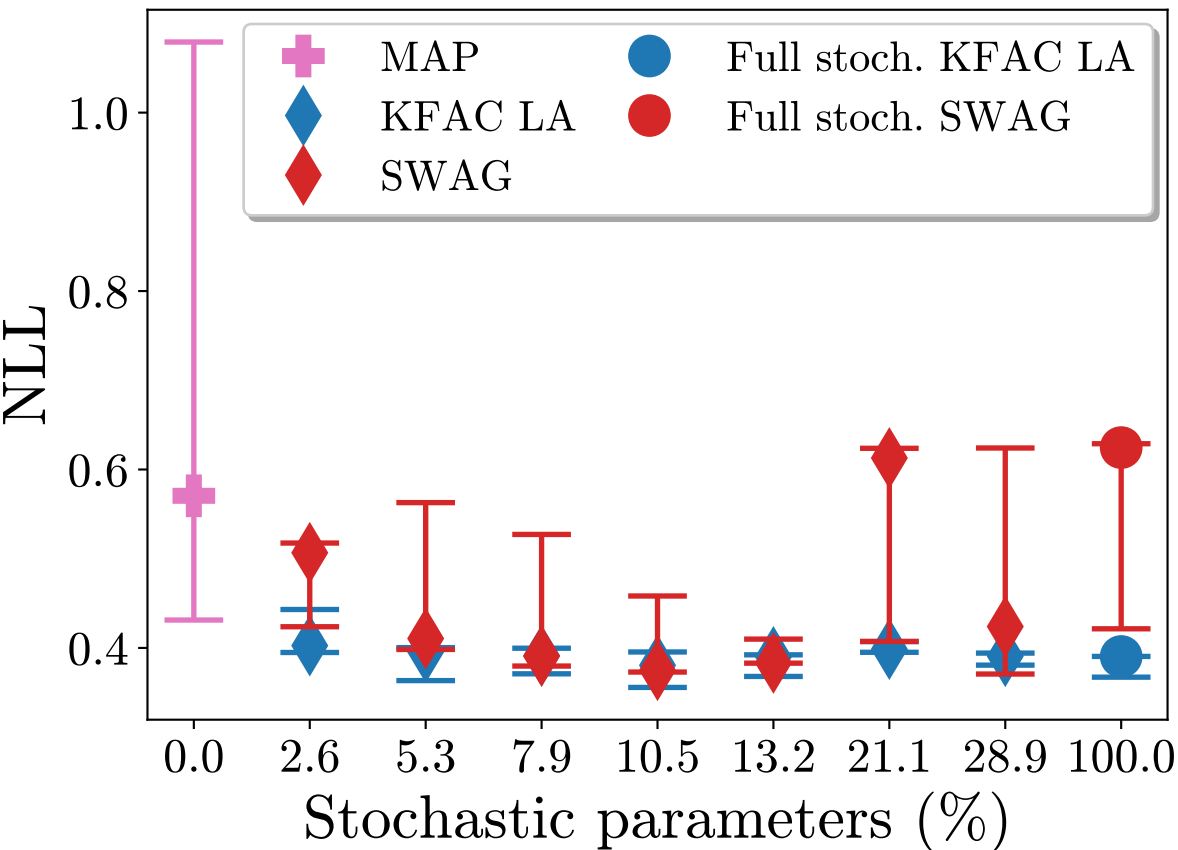 MAP
KFAC LA
SWAG
Full stoch. KFAC LA
Full stoch. SWAG
NLL
1.0
0.8
0.6
0.4
0.0 2.6 5.3 7.9 10.5 13.2 21.1 28.9 100.0
Stochastic parameters (%)